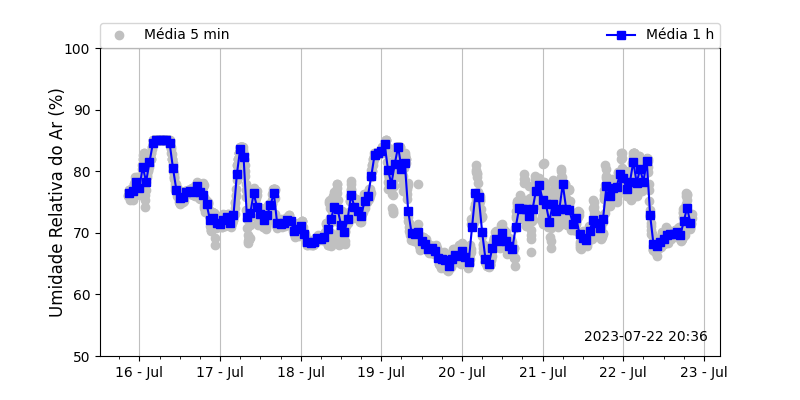 Média 5 min
Média 1 h
Umidade Relativa do Ar (%)
100
90
80
70
60
50
2023-07-22 20:36
16 - Jul
17 - Jul
18 - Jul
19 - Jul
20 - Jul
21 - Jul
22 - Jul
23 - Jul